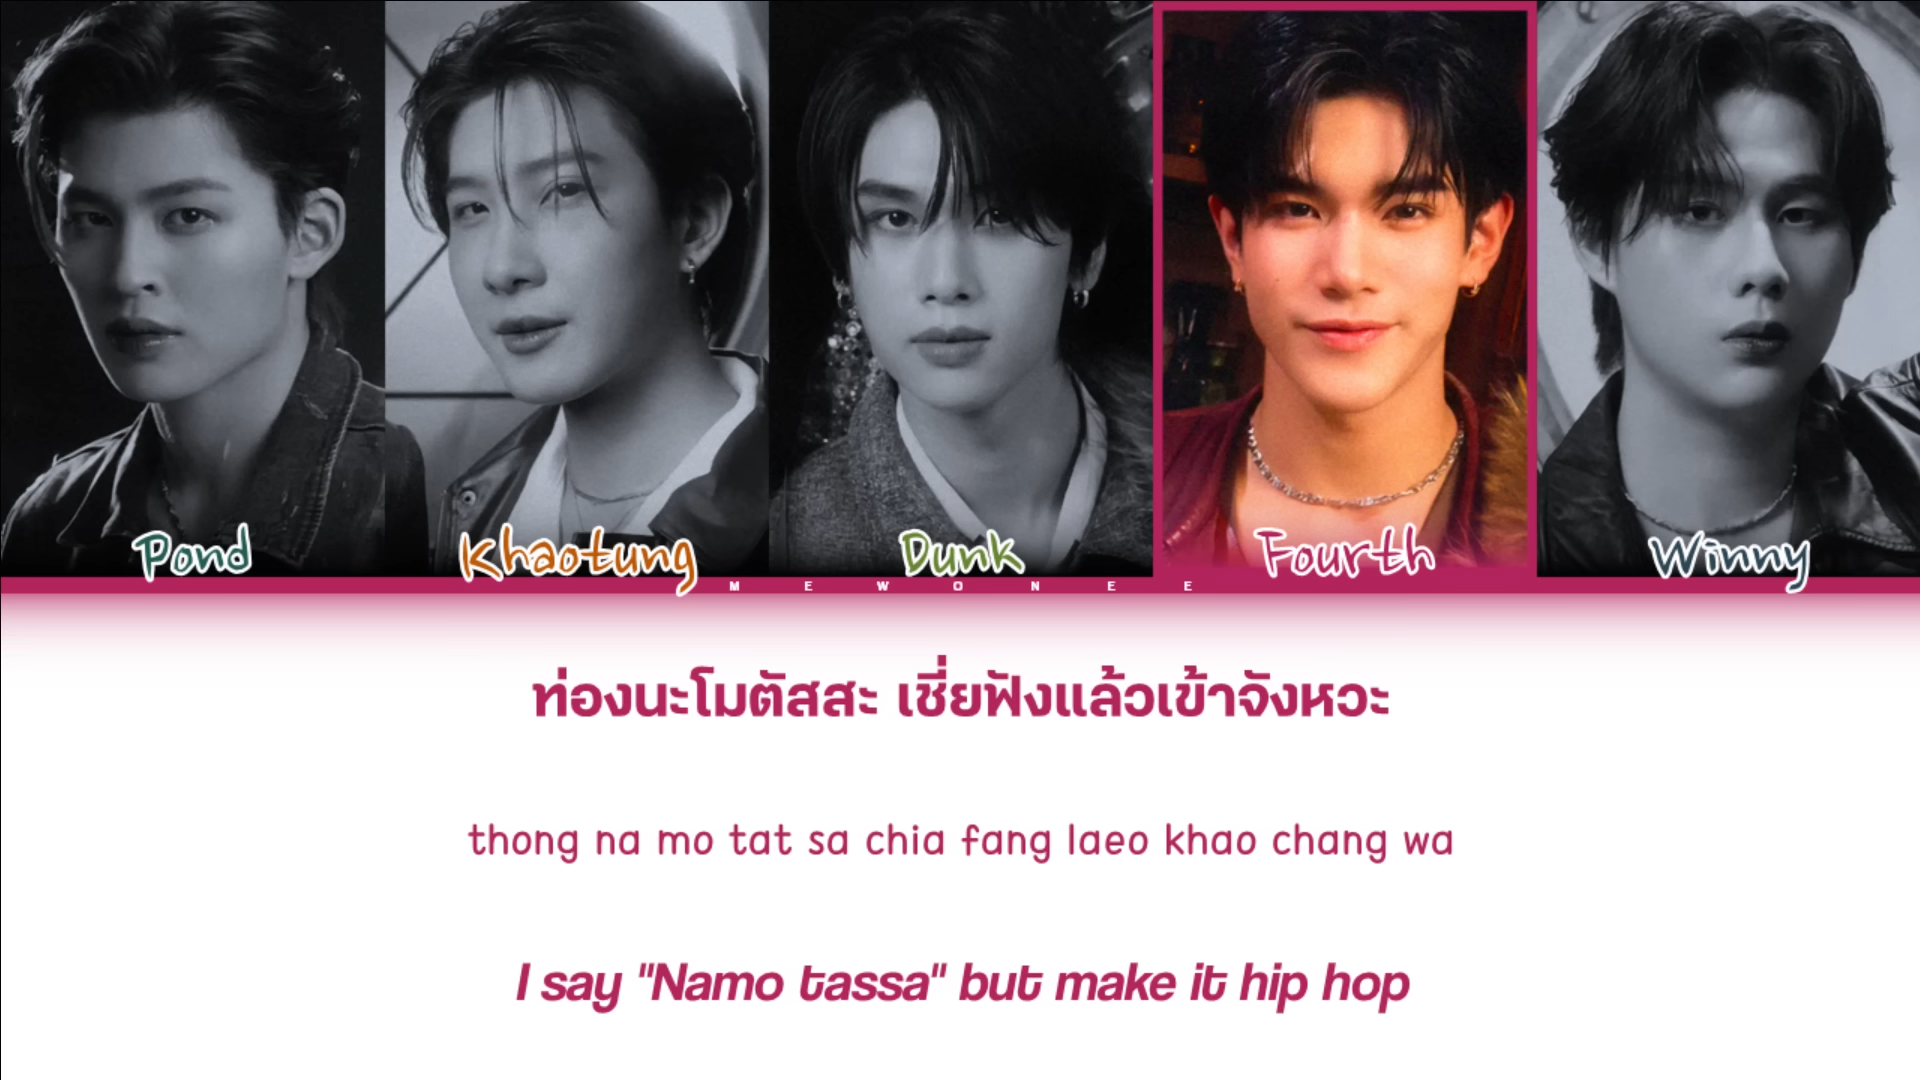 Pond
Khaotung
Dunk
Fourth
Winny
MEWONEE
ท่องนะโมตัสสะ เชี่ยฟังแล้วเข้าจังหวะ
thong na mo tat sa chia fang laeo khao chang wa
I say "Namo tassa" but make it hip hop